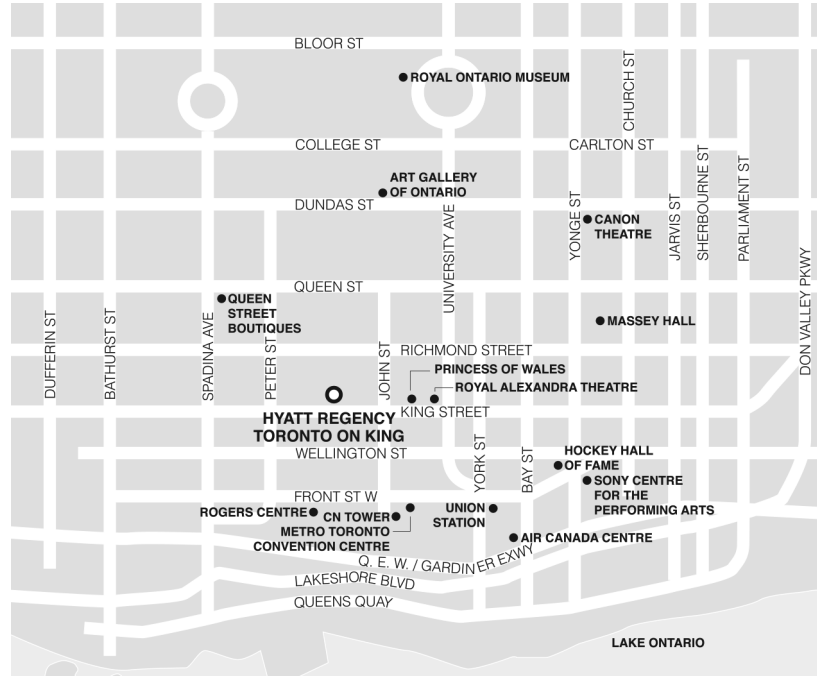 BLOOR ST
ROYAL ONTARIO MUSEUM
CHURCH ST
COLLEGE ST
CARLTON ST
ART GALLERY
OF ONTARIO
DUNDAS ST
UNIVERSITY AVE
YONGE ST
CANON
THEATRE
JARVIS ST
SHERBOURNE ST
PARLIAMENT ST
DON VALLEY PKWY
QUEEN ST
QUEEN
STREET
BOUTIQUES
MASSEY HALL
DUFFERIN ST
BATHURST ST
SPADINA AVE
PETER ST
JOHN ST
RICHMOND STREET
PRINCESS OF WALES
ROYAL ALEXANDRA THEATRE
KING STREET
HYATT REGENCY
TORONTO ON KING
WELLINGTON ST
YORK ST
BAY ST
HOCKEY HALL
OF FAME
SONY CENTRE
FOR THE
PERFORMING ARTS
FRONT ST W
ROGERS CENTRE
CN TOWER
METRO TORONTO
CONVENTION CENTRE
UNION
STATION
AIR CANADA CENTRE
Q. E. W. / GARDINER EXWY
LAKESHORE BLVD
QUEENS QUAY
LAKE ONTARIO